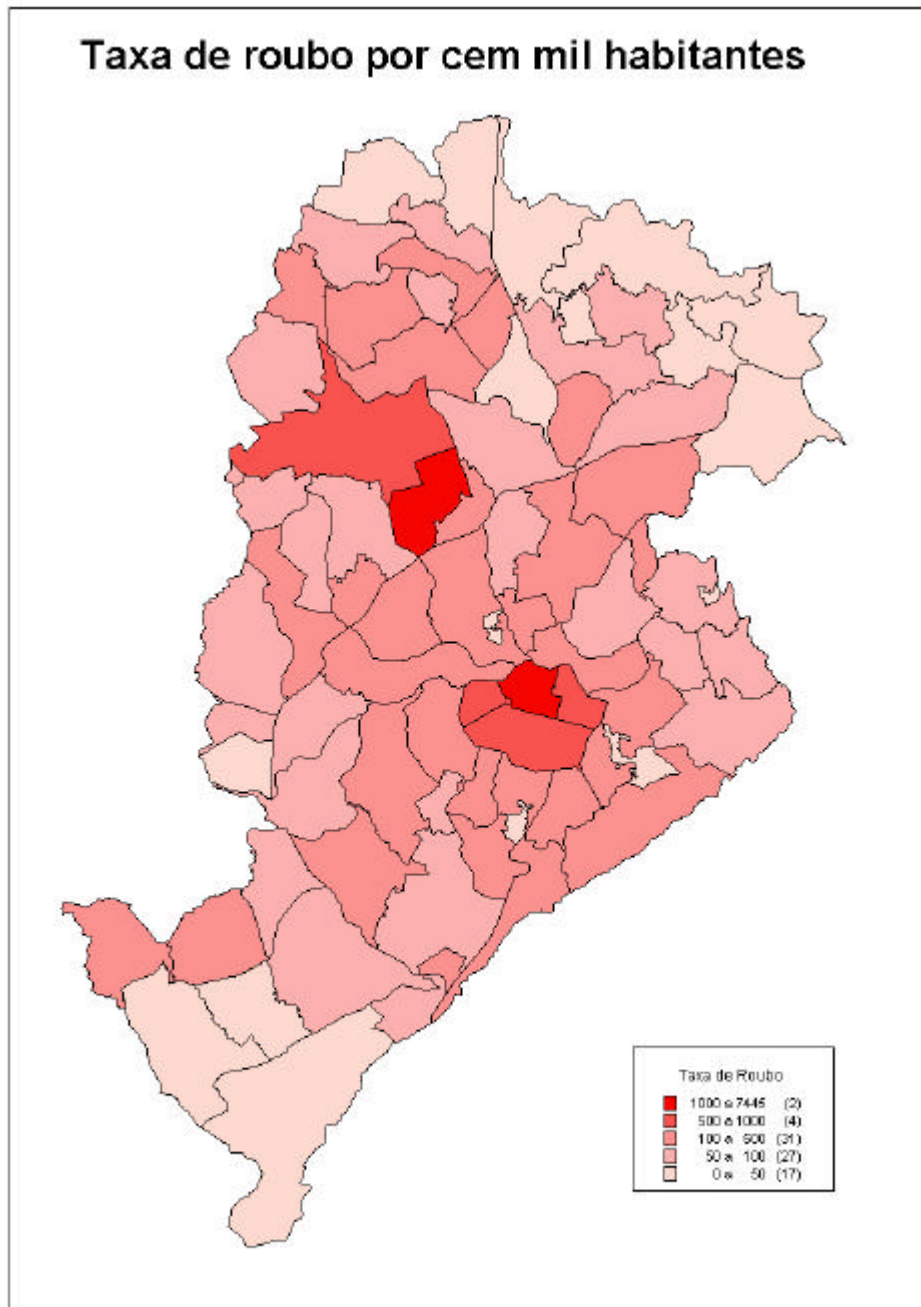 Taxa de roubo por cem mil habitantes
Taxa de Roubo
1000 a 7445 (2)
500 a 1000 (4)
100 a 500 (31)
50 a 100 (27)
0 a 50 (17)